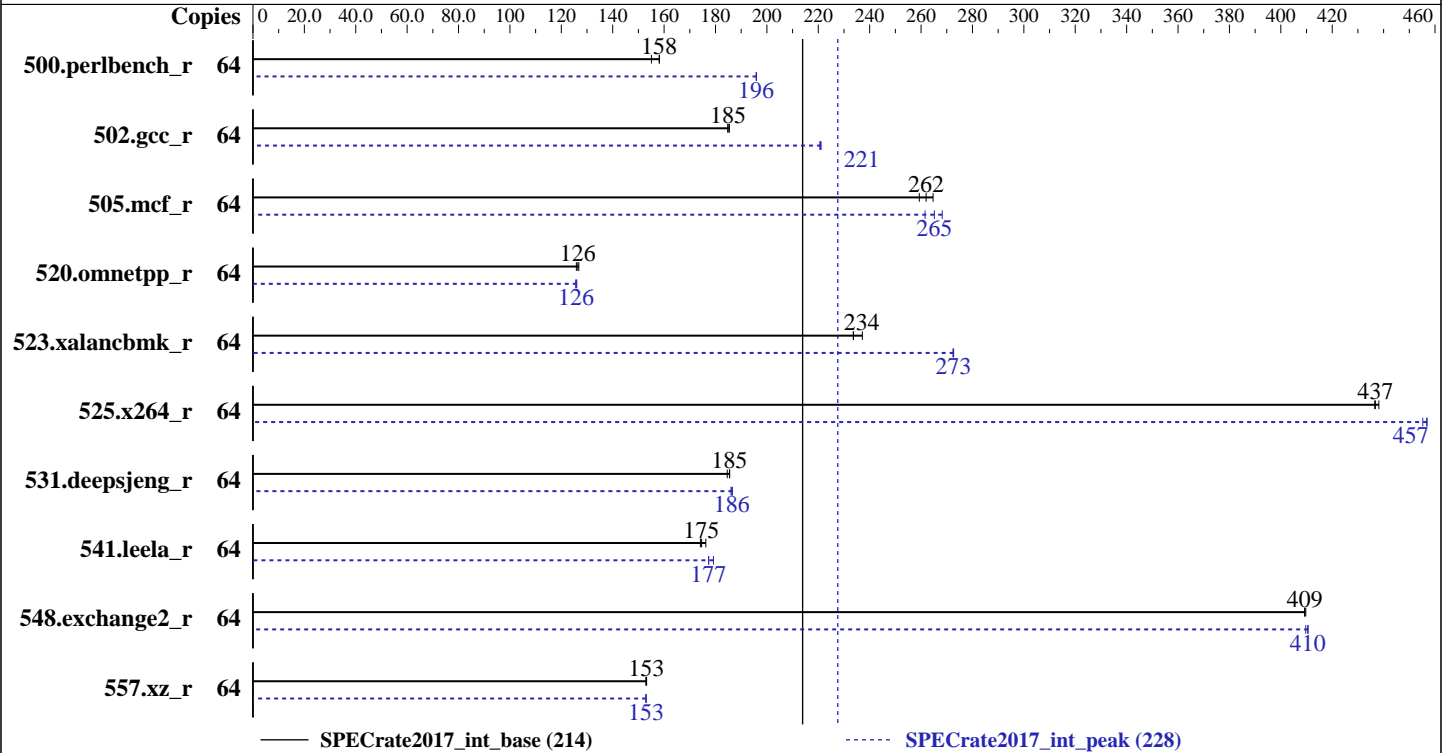 Copies 0 20.0 40.0 60.0 80.0 100 120 140 160 180 200 220 240 260 280 300 320 340 360 380 400 420 460
158
500.perlbench_r 64
196
185
502.gcc_r 64
221
262
505.mcf_r 64
265
126
520.omnetpp_r 64
126
234
523.xalancbmk_r 64
273
437
525.x264_r 64
457
185
531.deepsjeng_r 64
186
175
541.leela_r 64
177
409
548.exchange2_r 64
410
153
557.xz_r 64
153
SPECrate2017_int_base (214) SPECrate2017_int_peak (228)